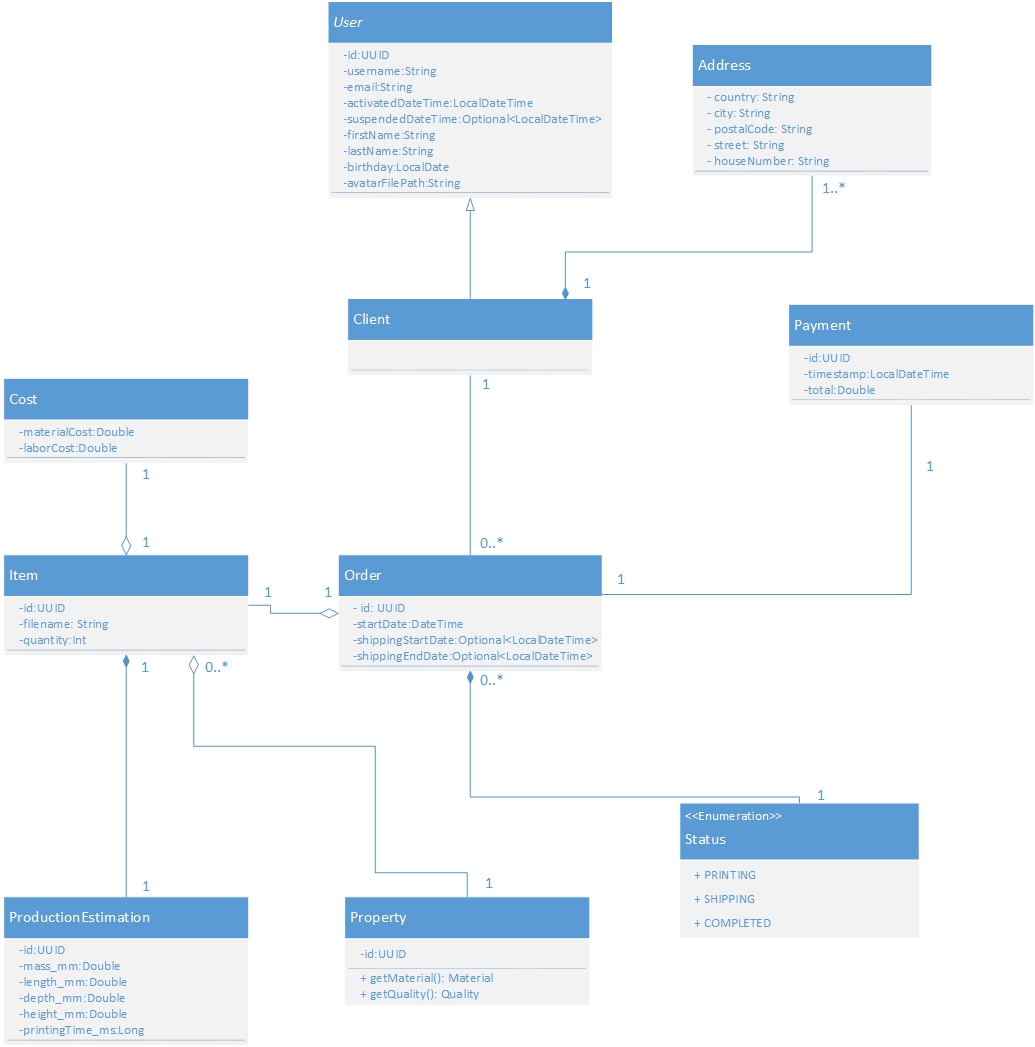 User
-id:UUID
-username:String
-email:String
-activatedDateTime:LocalDateTime
-suspendedDateTime:Optional<LocalDateTime>
-firstName:String
-lastName:String
-birthday:LocalDate
-avatarFilePath:String
Address
- country: String
- city: String
- postalCode: String
- street: String
- houseNumber: String
1..*
1
Client
1
Payment
-id:UUID
-timestamp:LocalDateTime
-total:Double
1
Cost
-materialCost:Double
-laborCost:Double
1
1
0..*
Item
-id:UUID
-filename: String
-quantity:Int
1
1
Order
- id: UUID
-startDate:DateTime
-shippingStartDate:Optional<LocalDateTime>
-shippingEndDate:Optional<LocalDateTime>
1
1
0..*
0..*
1
<<Enumeration>>
Status
+ PRINTING
+ SHIPPING
+ COMPLETED
1
ProductionEstimation
-id:UUID
-mass_mm:Double
-length_mm:Double
-depth_mm:Double
-height_mm:Double
-printingTime_ms:Long
1
Property
-id:UUID
+ getMaterial(): Material
+ getQuality(): Quality